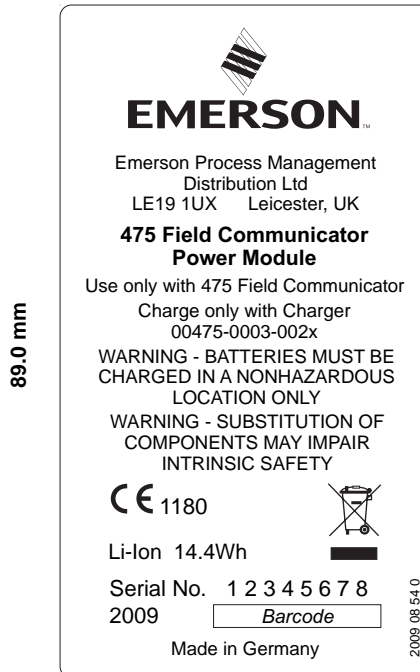 EMERSON™
Emerson Process Management
Distribution Ltd
LE19 1UX Leicester, UK
475 Field Communicator
Power Module
Use only with 475 Field Communicator
Charge only with Charger
00475-0003-002x
WARNING - BATTERIES MUST BE
CHARGED IN A NONHAZARDOUS
LOCATION ONLY
WARNING - SUBSTITUTION OF
COMPONENTS MAY IMPAIR
INTRINSIC SAFETY
CE 1180
Li-Ion 14.4Wh
Serial No. 1 2 3 4 5 6 7 8
2009 Barcode
Made in Germany
89.0 mm
2009 08 54 0